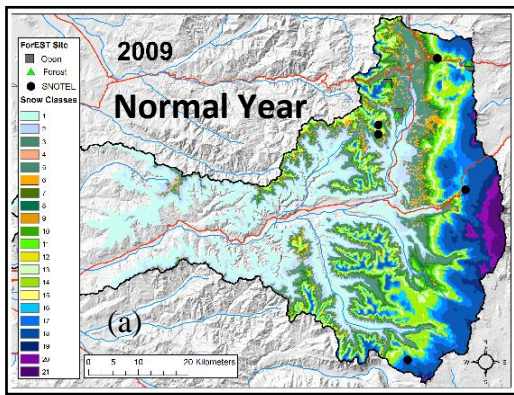 ForEST Site
Open
Forest
SNOTEL
Snow Classes
1
2
3
4
5
6
7
8
9
10
11
12
13
14
15
16
17
18
19
20
21
2009
Normal Year
(a)
0
5
10
20 Kilometers
N
S